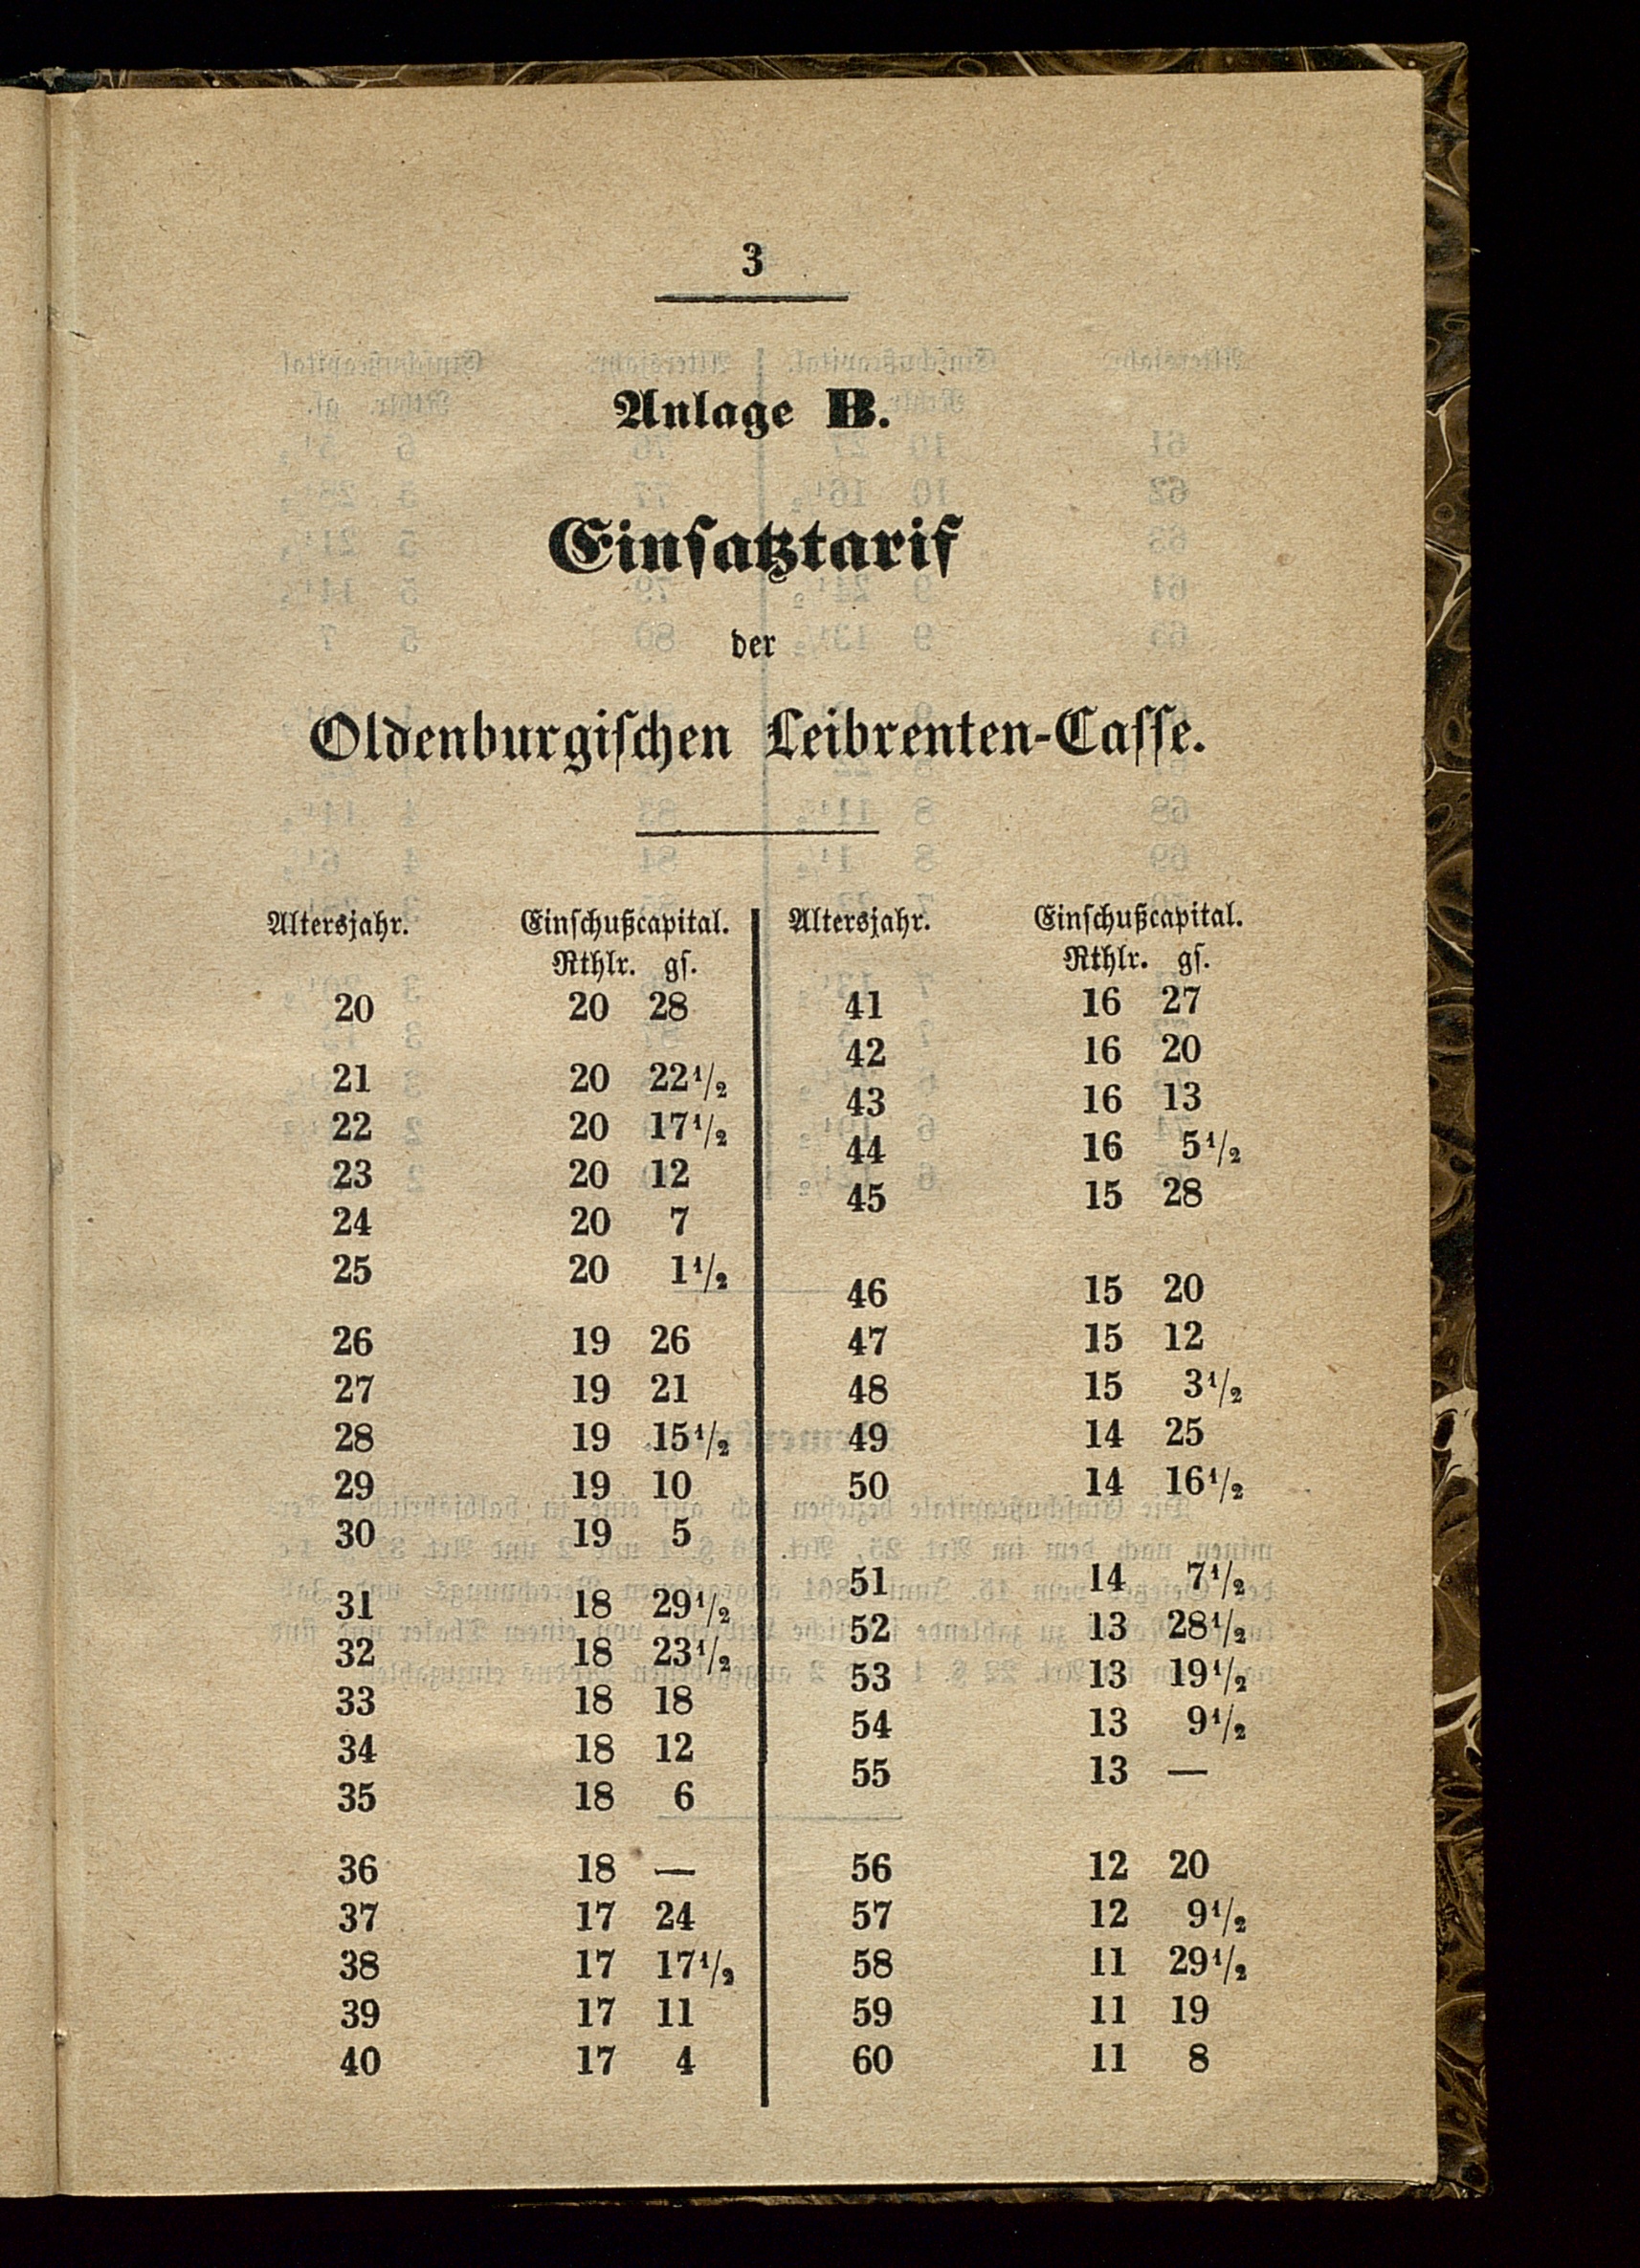 3
Anlage B.
Einsatztarif
der
Oldenburgischen Leibrenten-Casse.
Altersjahr. Einschußcapital.
Rthlr. gs.
20 20 28
21 20 22½
22 20 17½
23 20 12
24 20 7
25 20 1½
26 19 26
27 19 21
28 19 15½
29 19 10
30 19 5
31 18 29½
32 18 23½
33 18 18
34 18 12
35 18 6
36 18 —
37 17 24
38 17 17½
39 17 11
40 17 4
Altersjahr. Einschußcapital.
Rthlr. gs.
41 16 27
42 16 20
43 16 13
44 16 5½
45 15 28
46 15 20
47 15 12
48 15 3½
49 14 25
50 14 16½
51 14 7½
52 13 28½
53 13 19½
54 13 9½
55 13 —
56 12 20
57 12 9½
58 11 29½
59 11 19
60 11 8